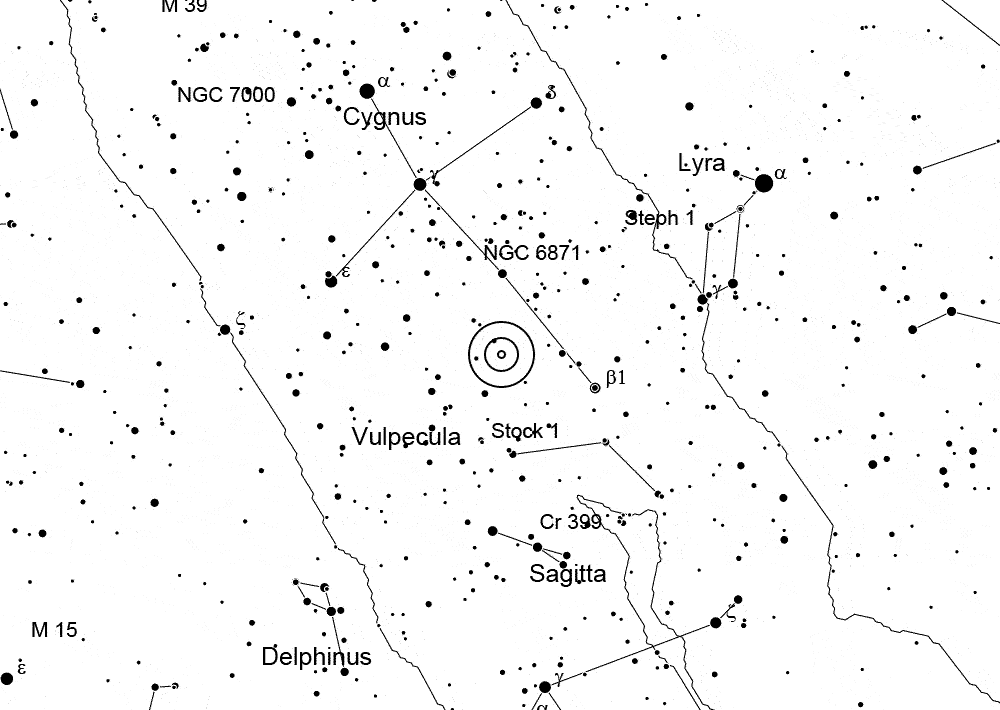 M 39
α
δ
NGC 7000
Cygnus
Lyra
α
γ
Steph 1
NGC 6871
ε
γ
ζ
β1
Stock 1
Vulpecula
Cr 399
Sagitta
ζ
M 15
Delphinus
ε
γ
α